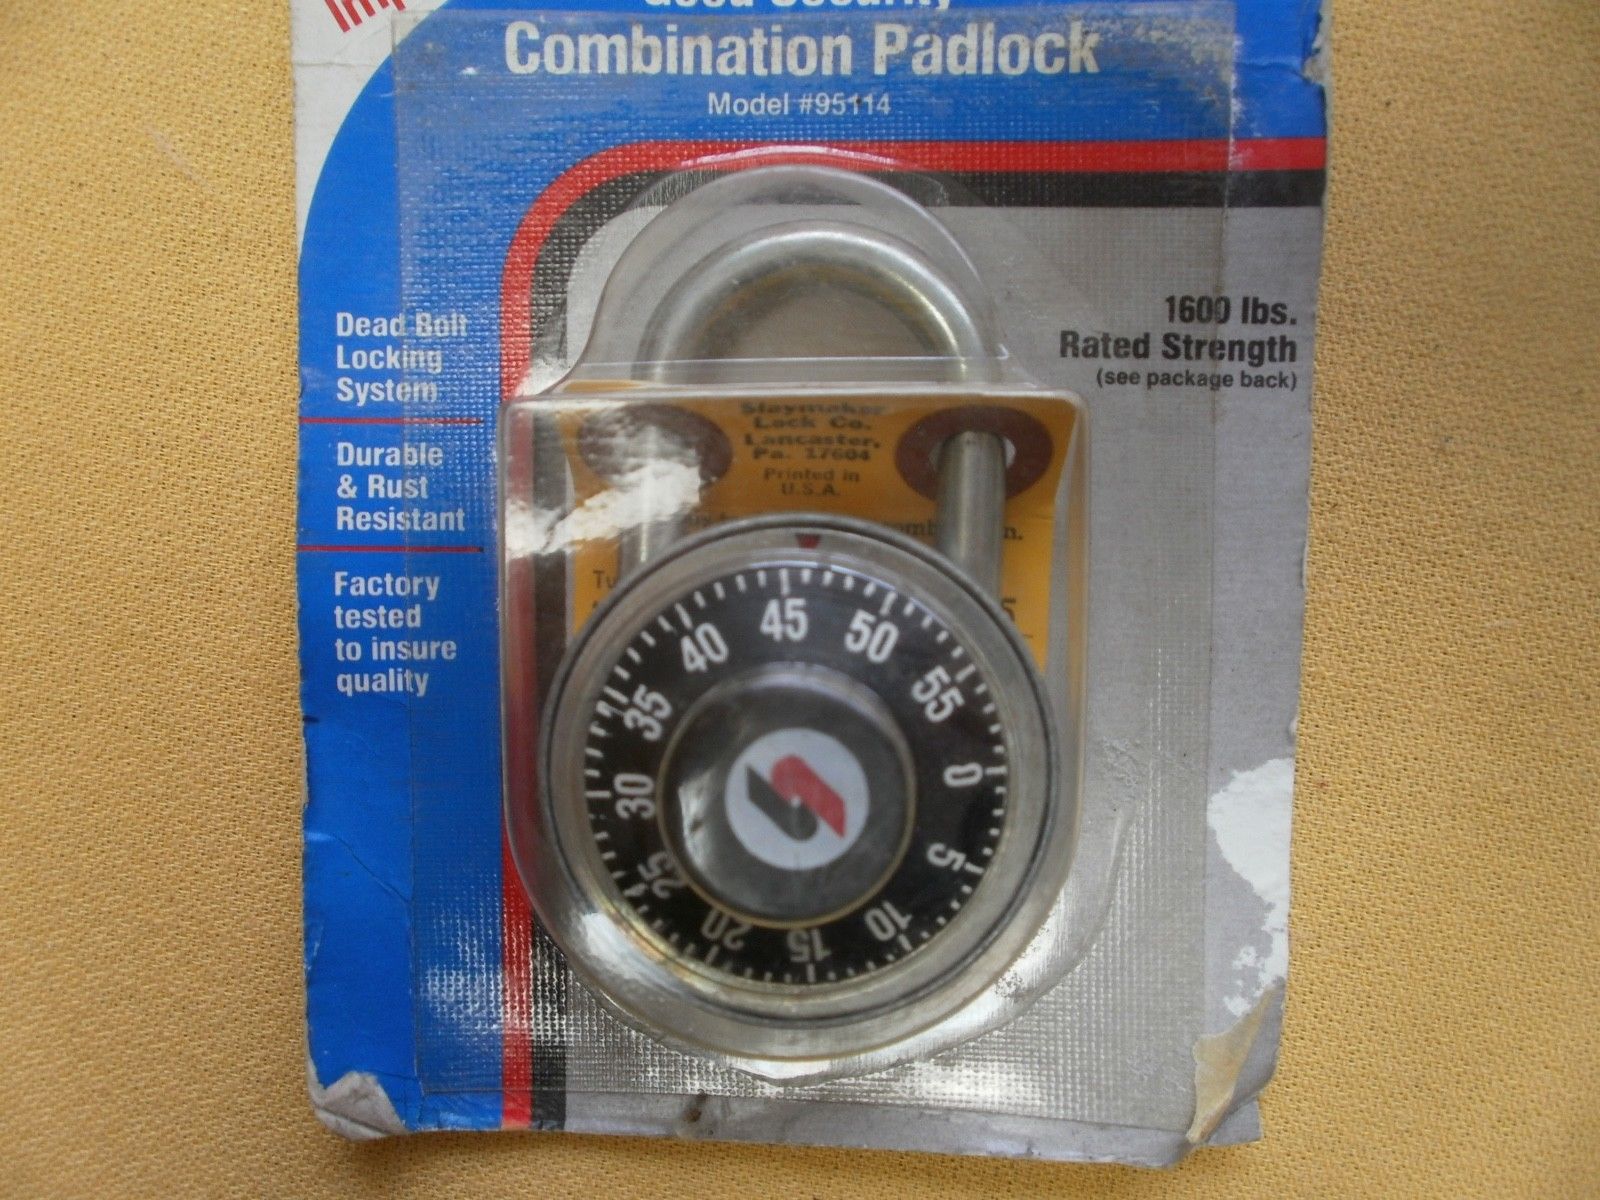 Good Security
Combination Padlock
Model #95114
1600 lbs.
Rated Strength
(see package back)
Dead Bolt
Locking
System
Durable
& Rust
Resistant
Factory
tested
to insure
quality
Slaymaker
Lock Co.
Lancaster,
Pa. 17604
Printed in
U.S.A.
45
50
55
0
5
10
15
20
25
30
35
40